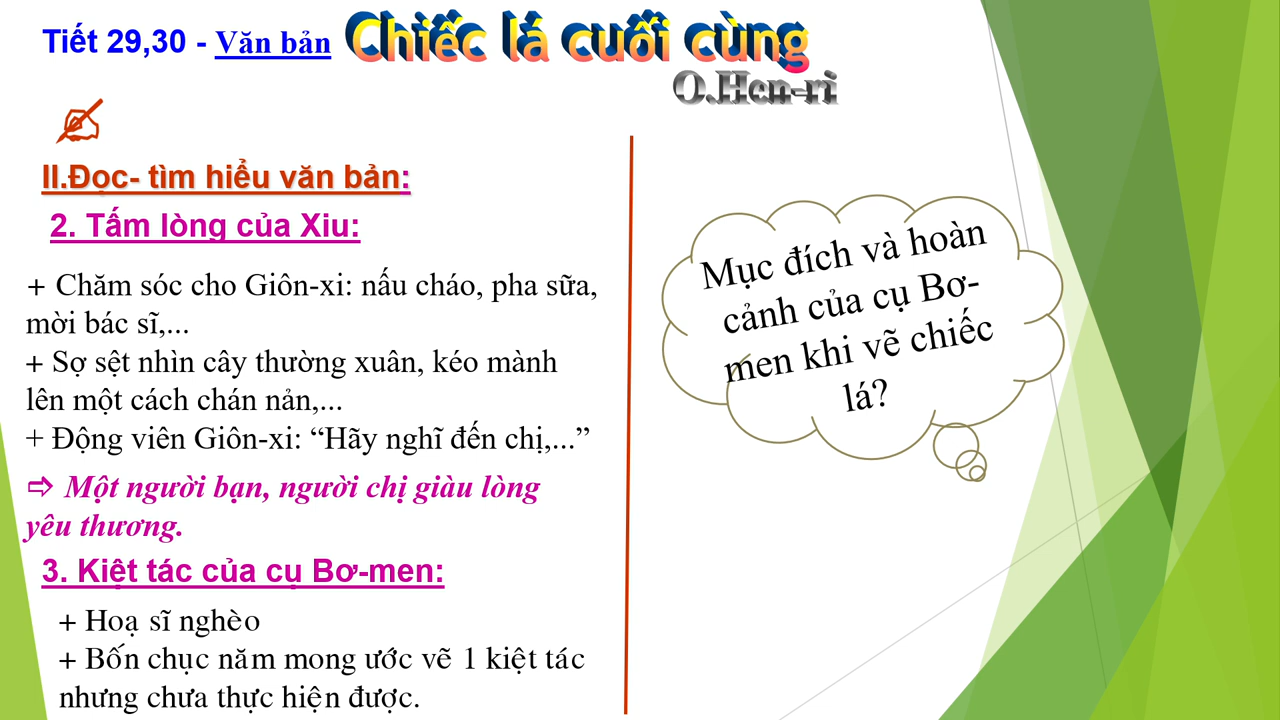 Tiết 29,30 - Văn bản Chiếc lá cuối cùng
O.Hen-ri
II.Đọc- tìm hiểu văn bản:
2. Tấm lòng của Xiu:
+ Chăm sóc cho Giôn-xi: nấu cháo, pha sữa,
mời bác sĩ,...
+ Sợ sệt nhìn cây thường xuân, kéo mành
lên một cách chán nản,...
+ Động viên Giôn-xi: “Hãy nghĩ đến chị,...”
⇨ Một người bạn, người chị giàu lòng
yêu thương.
3. Kiệt tác của cụ Bơ-men:
+ Hoạ sĩ nghèo
+ Bốn chục năm mong ước vẽ 1 kiệt tác
nhưng chưa thực hiện được.
Mục đích và hoàn
cảnh của cụ Bơ-
men khi vẽ chiếc
lá?